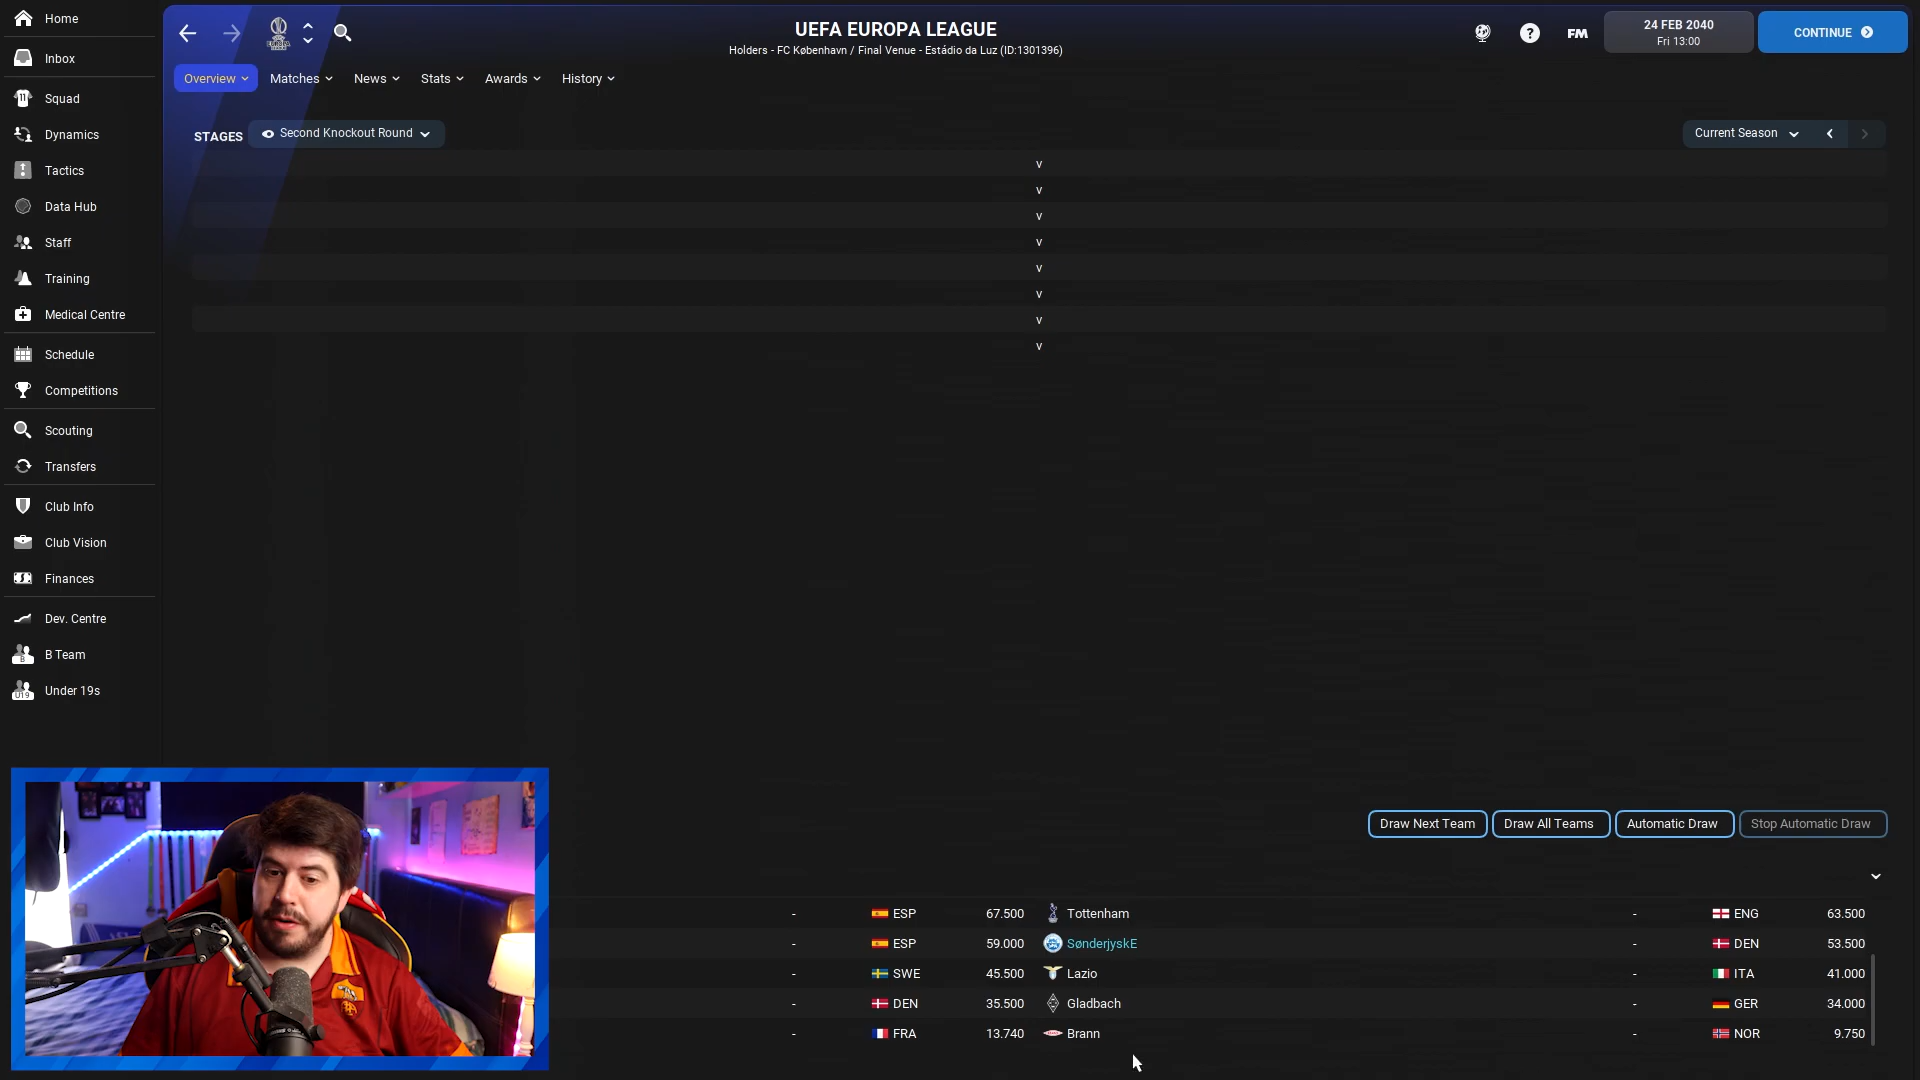 Home
Inbox
Squad
Dynamics
Tactics
Data Hub
Staff
Training
Medical Centre
Schedule
Competitions
Scouting
Transfers
Club Info
Club Vision
Finances
Dev. Centre
B Team
Under 19s
UEFA EUROPA LEAGUE
Holders - FC København / Final Venue - Estádio da Luz (ID:1301396)
FM
24 FEB 2040
Fri 13:00
CONTINUE
Overview Matches News Stats Awards History
STAGES Second Knockout Round
Current Season
v
v
v
v
v
v
v
v
Draw Next Team Draw All Teams Automatic Draw Stop Automatic Draw
- ESP 67.500 Tottenham - ENG 63.500
- ESP 59.000 SønderjyskE - DEN 53.500
- SWE 45.500 Lazio - ITA 41.000
- DEN 35.500 Gladbach - GER 34.000
- FRA 13.740 Brann - NOR 9.750